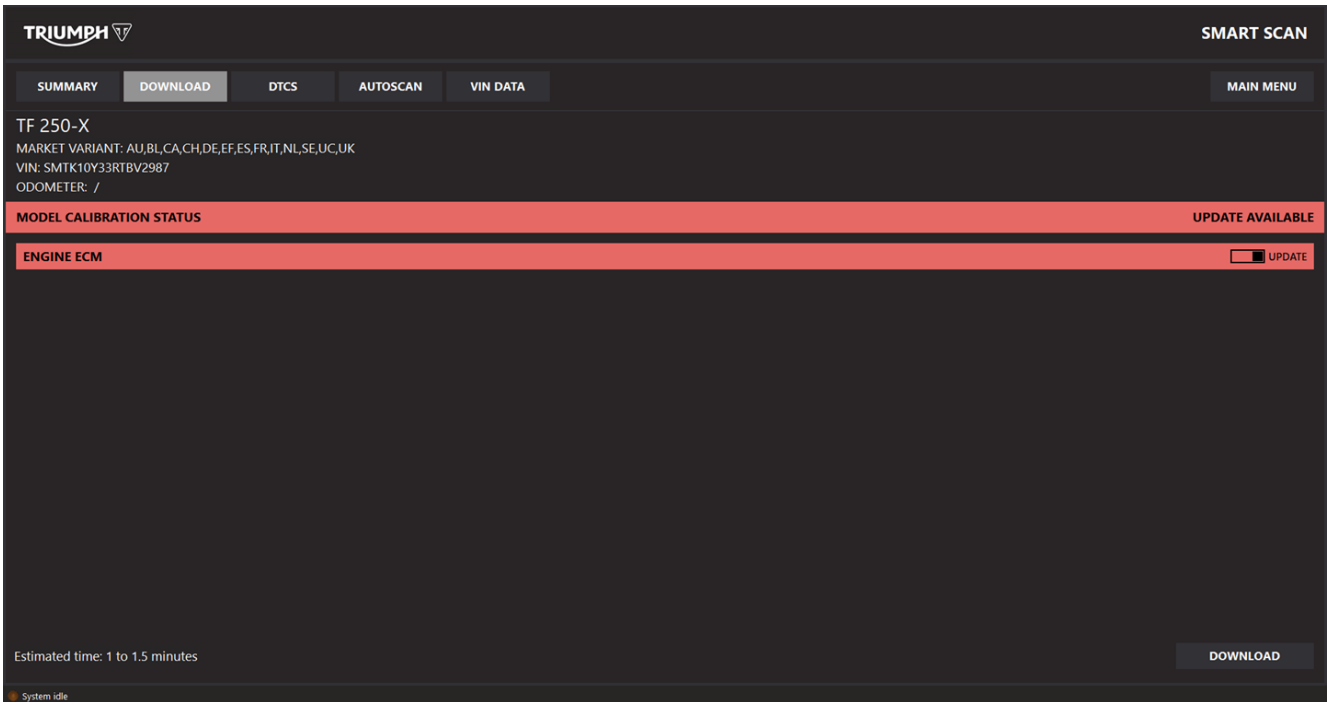 TRIUMPH
SMART SCAN
SUMMARY DOWNLOAD DTCS AUTOSCAN VIN DATA MAIN MENU
TF 250-X
MARKET VARIANT: AU,BL,CA,CH,DE,EF,ES,FR,IT,NL,SE,UC,UK
VIN: SMTK10Y33RTBV2987
ODOMETER: /
MODEL CALIBRATION STATUS UPDATE AVAILABLE
ENGINE ECM UPDATE
Estimated time: 1 to 1.5 minutes DOWNLOAD
System idle